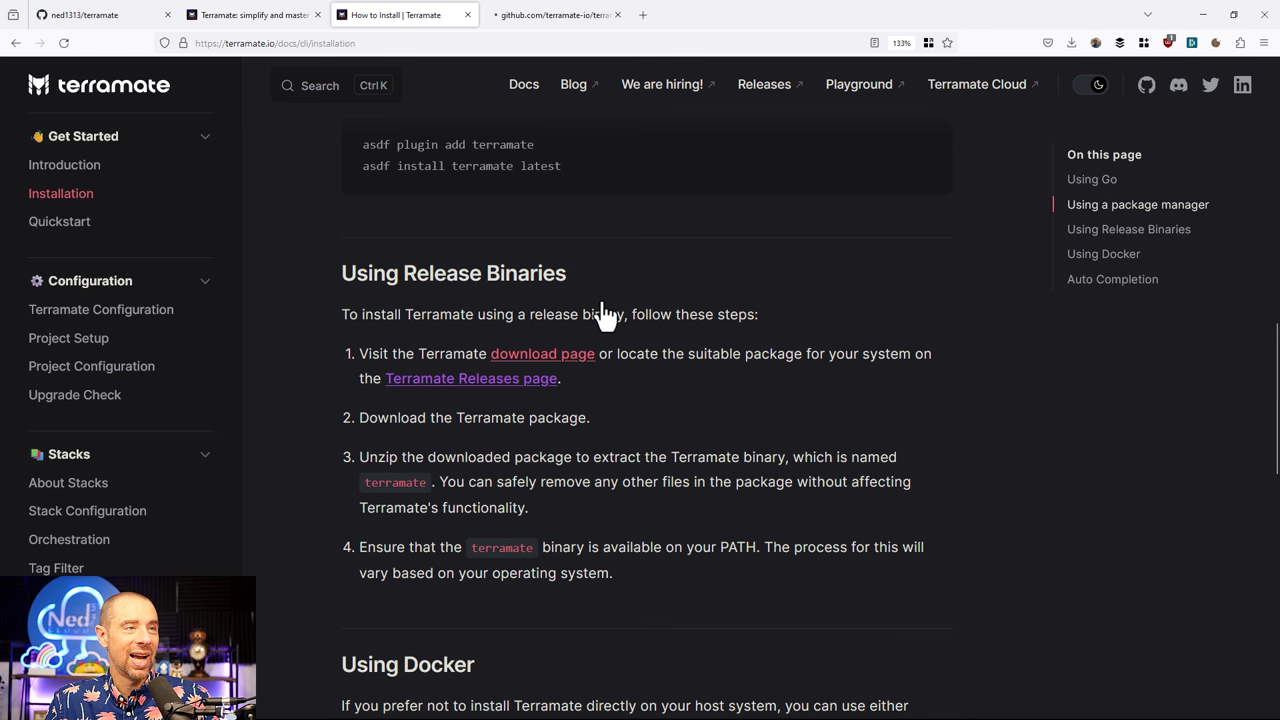 ned1313/terramate
Terramate: simplify and master
How to Install | Terramate
github.com/terramate-io/terra
https://terramate.io/docs/cli/installation
133%
terramate
Search
Ctrl K
Docs
Blog
We are hiring!
Releases
Playground
Terramate Cloud
Get Started
Introduction
Installation
Quickstart
Configuration
Terramate Configuration
Project Setup
Project Configuration
Upgrade Check
Stacks
About Stacks
Stack Configuration
Orchestration
Tag Filter
asdf plugin add terramate
asdf install terramate latest
Using Release Binaries
To install Terramate using a release binary, follow these steps:
1. Visit the Terramate download page or locate the suitable package for your system on
the Terramate Releases page.
2. Download the Terramate package.
3. Unzip the downloaded package to extract the Terramate binary, which is named
terramate. You can safely remove any other files in the package without affecting
Terramate's functionality.
4. Ensure that the terramate binary is available on your PATH. The process for this will
vary based on your operating system.
Using Docker
If you prefer not to install Terramate directly on your host system, you can use either
On this page
Using Go
Using a package manager
Using Release Binaries
Using Docker
Auto Completion
Ned